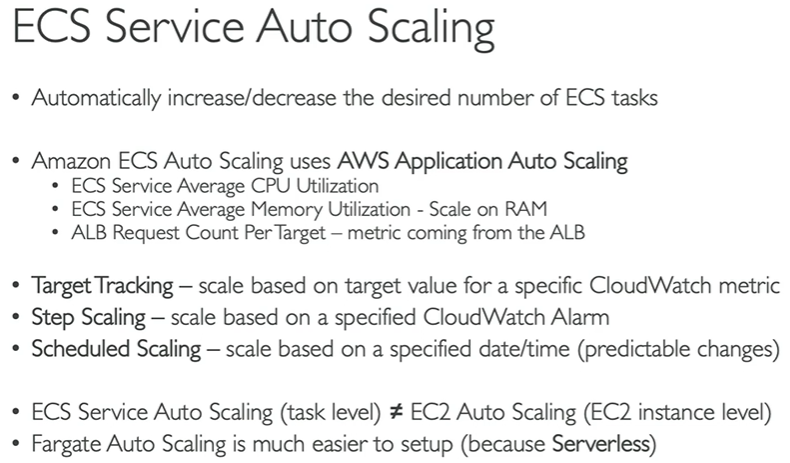 ECS Service Auto Scaling
• Automatically increase/decrease the desired number of ECS tasks
• Amazon ECS Auto Scaling uses AWS Application Auto Scaling
• ECS Service Average CPU Utilization
• ECS Service Average Memory Utilization - Scale on RAM
• ALB Request Count Per Target – metric coming from the ALB
• Target Tracking – scale based on target value for a specific CloudWatch metric
• Step Scaling – scale based on a specified CloudWatch Alarm
• Scheduled Scaling – scale based on a specified date/time (predictable changes)
• ECS Service Auto Scaling (task level) ≠ EC2 Auto Scaling (EC2 instance level)
• Fargate Auto Scaling is much easier to setup (because Serverless)